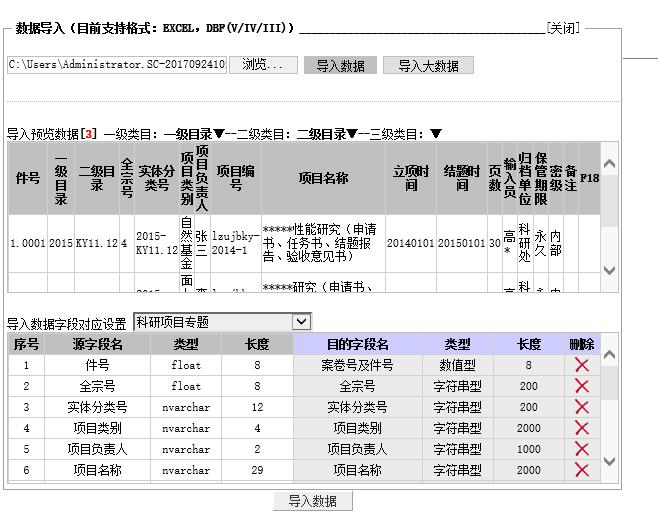 数据导入（目前支持格式：EXCEL，DBF(V/IV/III)）[关闭]
C:\Users\Administrator.SC-2017092410 浏览... 导入数据 导入大数据
导入预览数据[3] 一级类目：一级目录▼--二级类目：二级目录▼--三级类目：▼
件号 一级目录 二级目录 全宗号 实体分类号 项目类别 项目负责人 项目编号 项目名称 立项时间 结题时间 页数 输入员 归档单位 保管期限 密级 备注 F18
1.0001 2015 KY11.12 4 2015-KY11.12 自然基金 张三 lzujbky-2014-1 *****性能研究（申请书、任务书、结题报告、验收意见书） 20140101 20150101 30 高* 科研处 永久 内部
*****研究（申请书、
导入数据字段对应设置 科研项目专题
序号 源字段名 类型 长度 目的字段名 类型 长度 删除
1 件号 float 8 案卷号及件号 数值型 8
2 全宗号 float 8 全宗号 字符串型 200
3 实体分类号 nvarchar 12 实体分类号 字符串型 200
4 项目类别 nvarchar 4 项目类别 字符串型 2000
5 项目负责人 nvarchar 2 项目负责人 字符串型 1000
6 项目名称 nvarchar 29 项目名称 字符串型 2000
导入数据